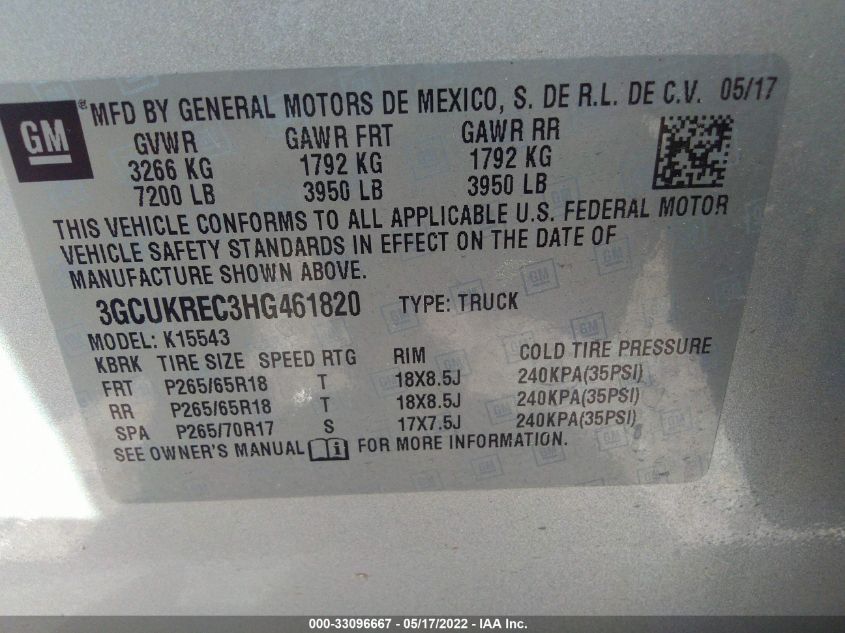 GM
® MFD BY GENERAL MOTORS DE MEXICO, S. DE R.L. DE C.V. 05/17
GVWR GAWR FRT GAWR RR
3266 KG 1792 KG 1792 KG
7200 LB 3950 LB 3950 LB
THIS VEHICLE CONFORMS TO ALL APPLICABLE U.S. FEDERAL MOTOR
VEHICLE SAFETY STANDARDS IN EFFECT ON THE DATE OF
MANUFACTURE SHOWN ABOVE.
3GCUKREC3HG461820 TYPE: TRUCK
MODEL: K15543
KBRK TIRE SIZE SPEED RTG RIM COLD TIRE PRESSURE
FRT P265/65R18 T 18X8.5J 240KPA(35PSI)
RR P265/65R18 T 18X8.5J 240KPA(35PSI)
SPA P265/70R17 S 17X7.5J 240KPA(35PSI)
SEE OWNER'S MANUAL i FOR MORE INFORMATION.
000-33096667 - 05/17/2022 - IAA Inc.